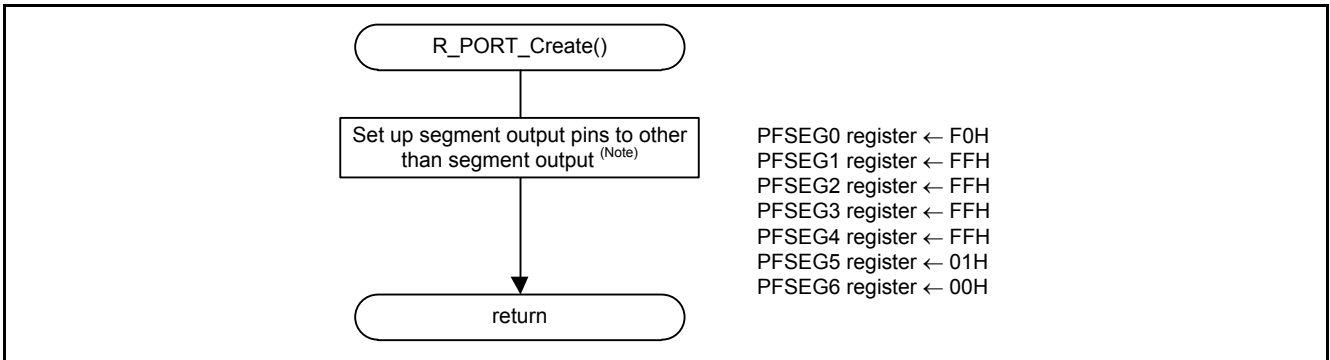 R_PORT_Create()
Set up segment output pins to other
than segment output (Note)
PFSEG0 register ← F0H
PFSEG1 register ← FFH
PFSEG2 register ← FFH
PFSEG3 register ← FFH
PFSEG4 register ← FFH
PFSEG5 register ← 01H
PFSEG6 register ← 00H
return